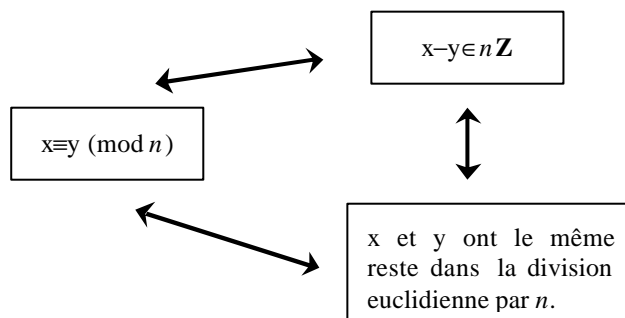 x–y∈nZ
x≡y (mod n)
x et y ont le même
reste dans la division
euclidienne par n.